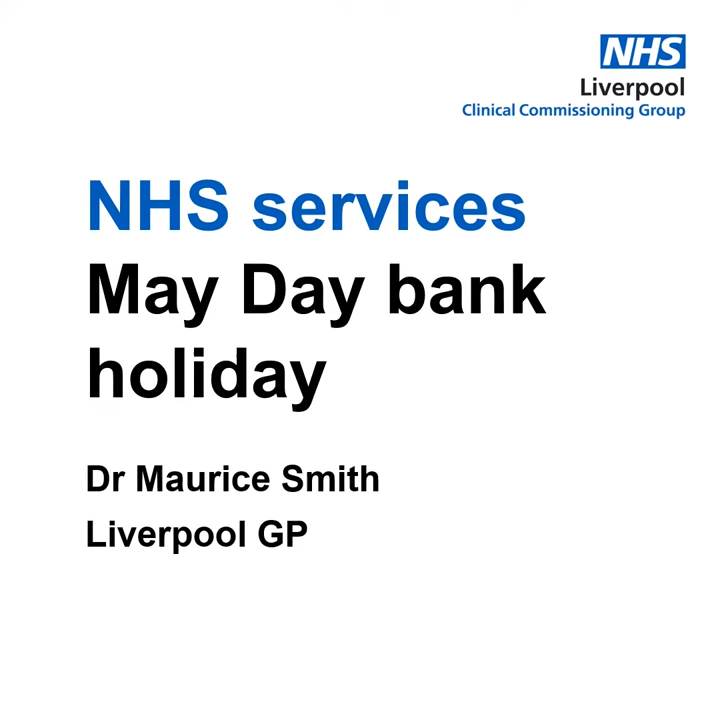 NHS
Liverpool
Clinical Commissioning Group
NHS services
May Day bank
holiday
Dr Maurice Smith
Liverpool GP